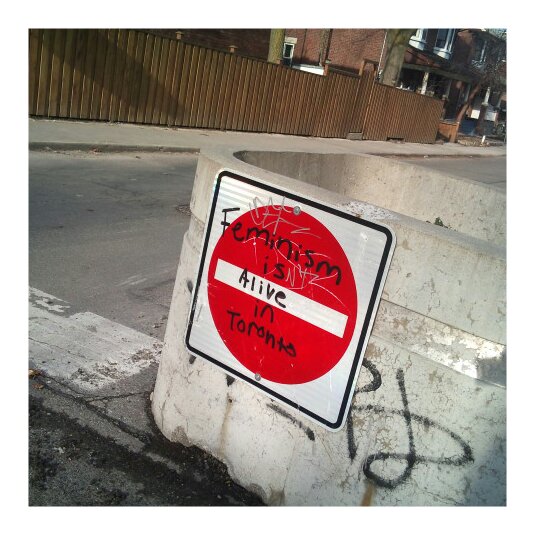 Feminism
is
Alive
in
Toronto